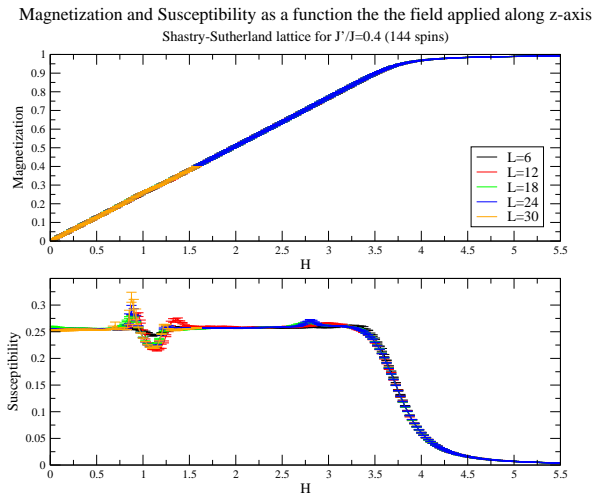 Magnetization and Susceptibility as a function the the field applied along z-axis
Shastry-Sutherland lattice for J'/J=0.4 (144 spins)
1
0.9
0.8
0.7
0.6
0.5
0.4
0.3
0.2
0.1
0
Magnetization
L=6
L=12
L=18
L=24
L=30
0 0.5 1 1.5 2 2.5 3 3.5 4 4.5 5 5.5
H
0.3
0.25
0.2
0.15
0.1
0.05
0
Susceptibility
0 0.5 1 1.5 2 2.5 3 3.5 4 4.5 5 5.5
H